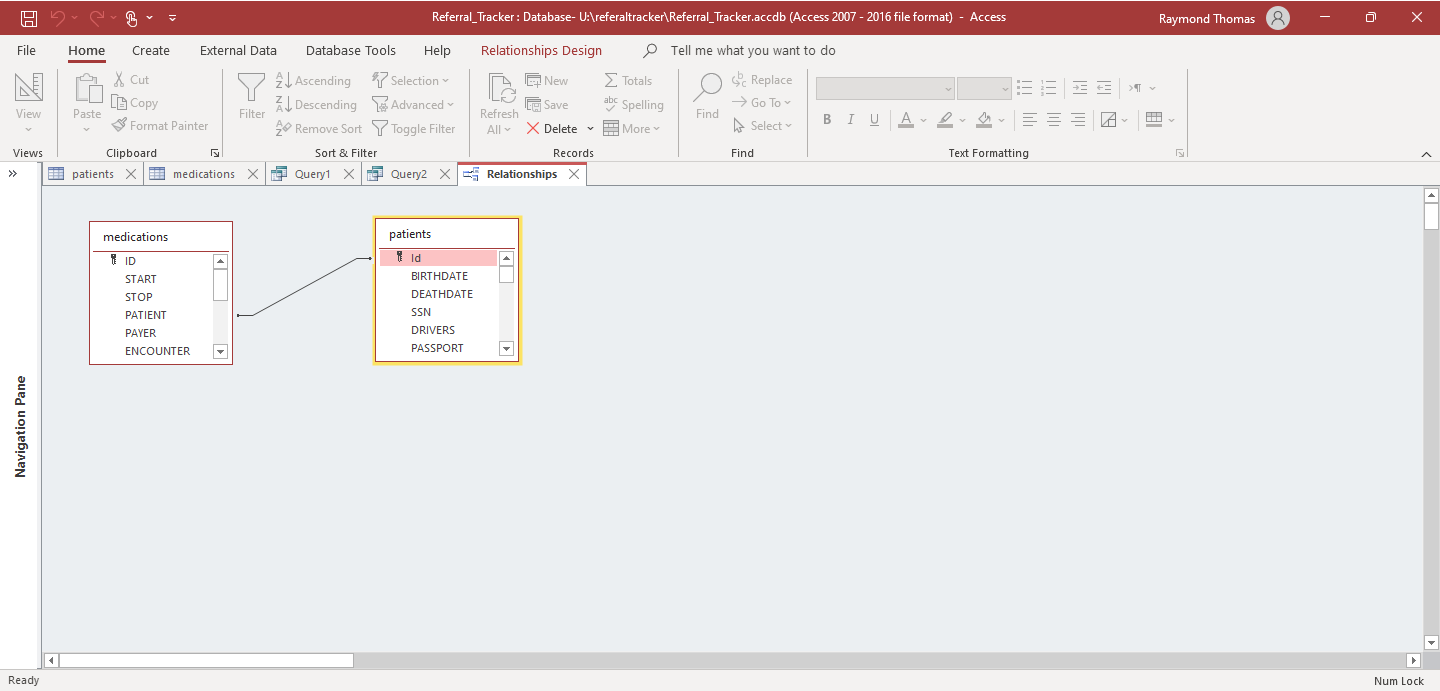 Referral_Tracker : Database- U:\referaltracker\Referral_Tracker.accdb (Access 2007 - 2016 file format) - Access
Raymond Thomas
File Home Create External Data Database Tools Help Relationships Design Tell me what you want to do
View
Views
Paste
Cut
Copy
Format Painter
Clipboard
Filter
Ascending
Descending
Remove Sort
Selection
Advanced
Toggle Filter
Sort & Filter
Refresh
All
New
Save
Delete
Totals
Spelling
More
Records
Find
Replace
Go To
Select
Find
B I U A
Text Formatting
patients medications Query1 Query2 Relationships
Navigation Pane
medications
ID
START
STOP
PATIENT
PAYER
ENCOUNTER
patients
Id
BIRTHDATE
DEATHDATE
SSN
DRIVERS
PASSPORT
Ready
Num Lock